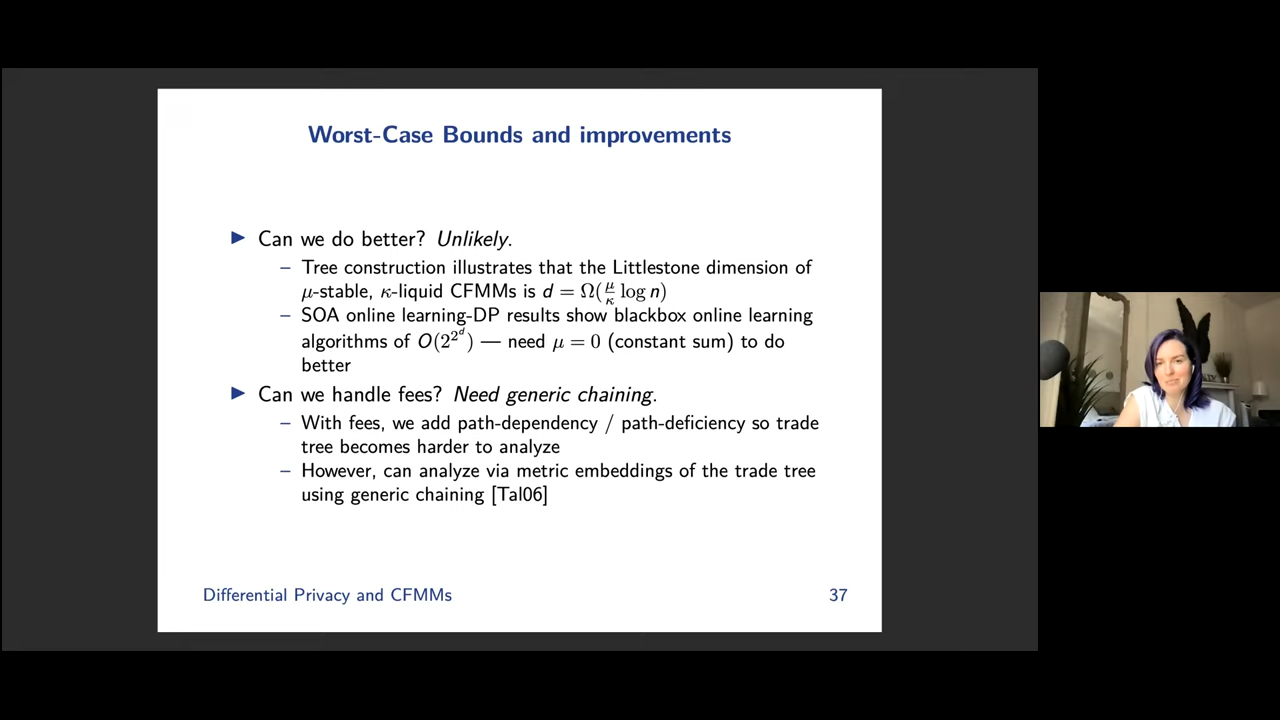 Worst-Case Bounds and improvements
▶ Can we do better? Unlikely.
– Tree construction illustrates that the Littlestone dimension of
μ-stable, κ-liquid CFMMs is d = Ω(μ/κ log n)
– SOA online learning-DP results show blackbox online learning
algorithms of O(2^{2^d}) — need μ = 0 (constant sum) to do
better
▶ Can we handle fees? Need generic chaining.
– With fees, we add path-dependency / path-deficiency so trade
tree becomes harder to analyze
– However, can analyze via metric embeddings of the trade tree
using generic chaining [Tal06]
Differential Privacy and CFMMs
37